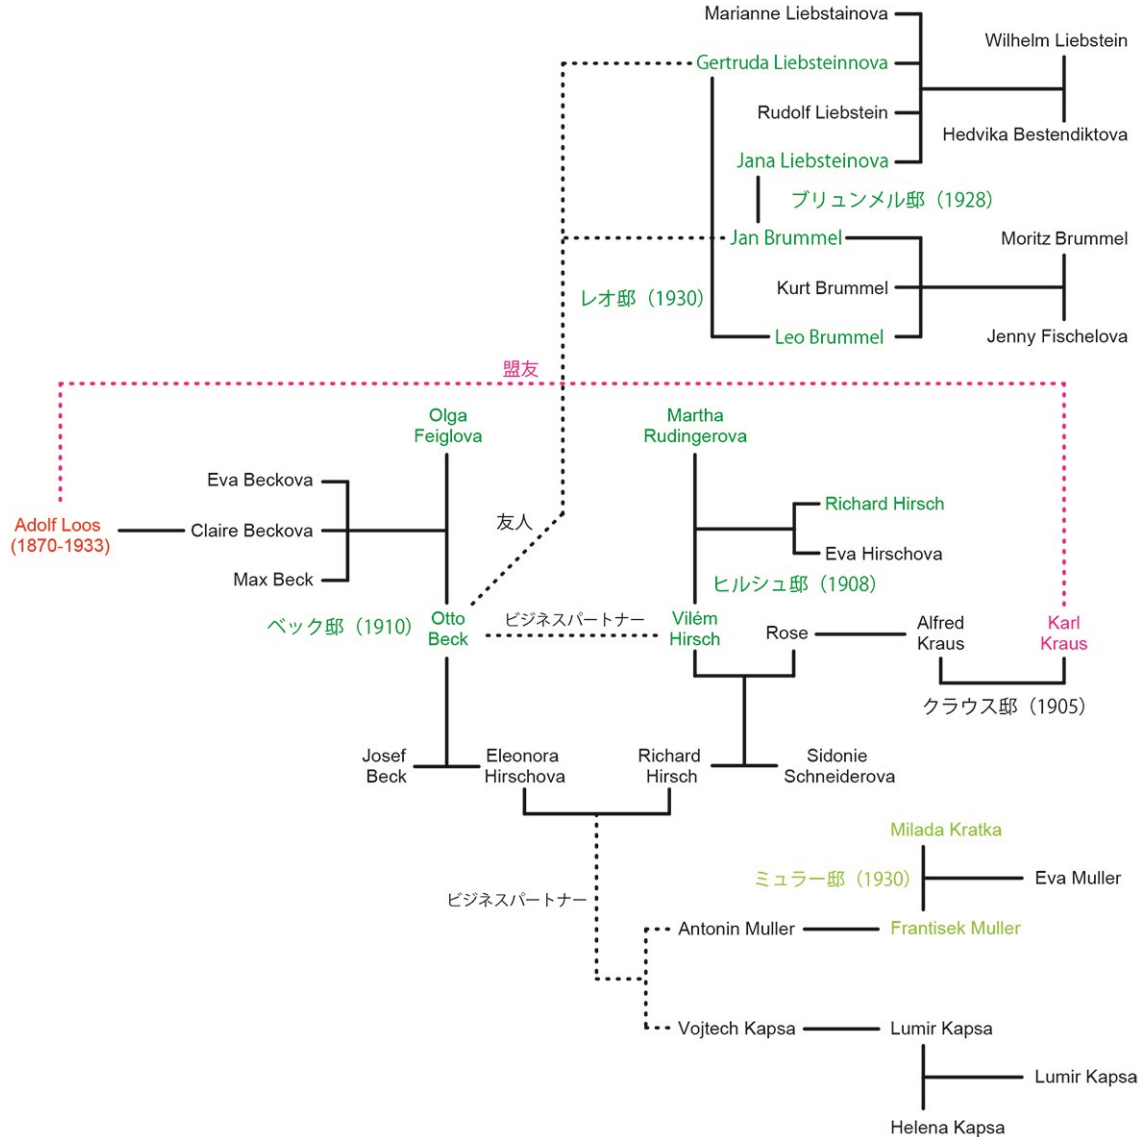 Marianne Liebstainova
Wilhelm Liebstein
Gertruda Liebsteinnova
Rudolf Liebstein
Hedvika Bestendiktova
Jana Liebsteinova
ブリュンメル邸（1928）
Jan Brummel
Moritz Brummel
Kurt Brummel
レオ邸（1930）
Leo Brummel
Jenny Fischelova
盟友
Olga
Feiglova
Martha
Rudingerova
Eva Beckova
Richard Hirsch
Adolf Loos
(1870-1933)
Claire Beckova
友人
Eva Hirschova
Max Beck
ヒルシュ邸（1908）
ベック邸（1910）
Otto
Beck
ビジネスパートナー
Vilém
Hirsch
Rose
Alfred
Kraus
Karl
Kraus
クラウス邸（1905）
Josef
Beck
Eleonora
Hirschova
Richard
Hirsch
Sidonie
Schneiderova
Milada Kratka
ミュラー邸（1930）
Eva Muller
ビジネスパートナー
Antonin Muller
Frantisek Muller
Vojtech Kapsa
Lumir Kapsa
Lumir Kapsa
Helena Kapsa